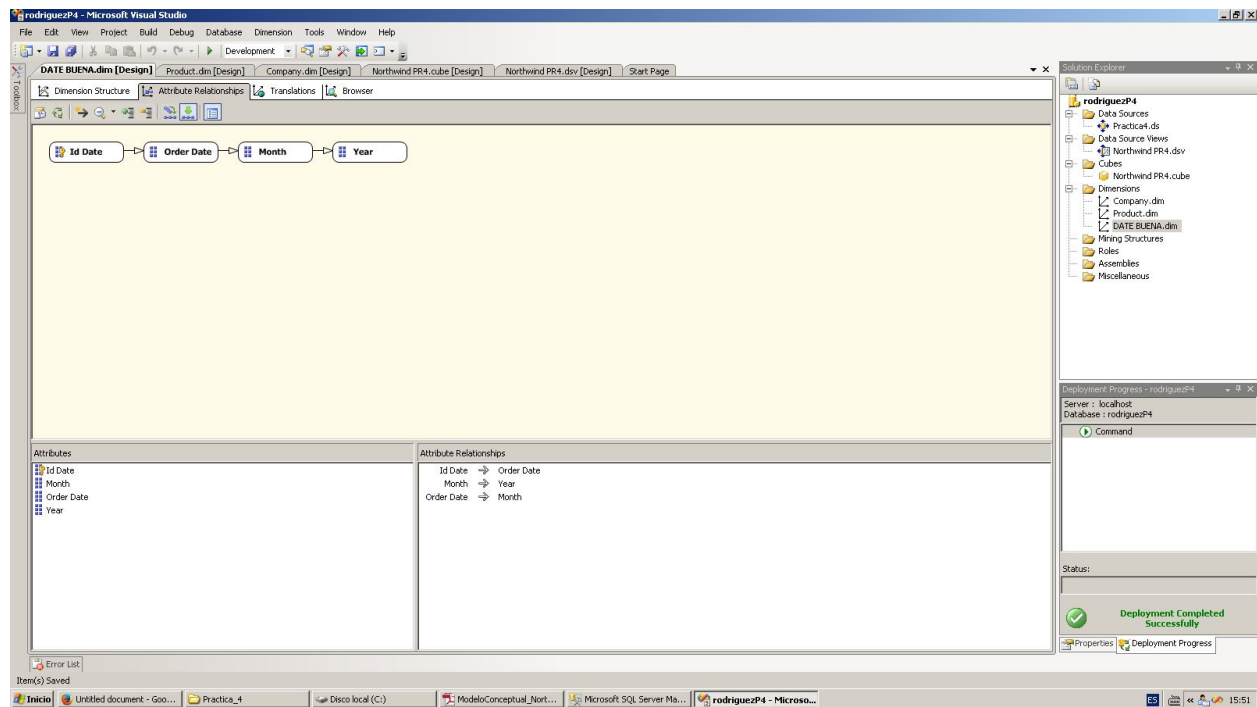 rodriguezP4 - Microsoft Visual Studio
File Edit View Project Build Debug Database Dimension Tools Window Help
Development
DATE BUENA.dim [Design] Product.dim [Design] Company.dim [Design] Northwind PR4.cube [Design] Northwind PR4.dsv [Design] Start Page
Toolbox
Dimension Structure Attribute Relationships Translations Browser
Id Date Order Date Month Year
Attributes
Id Date
Month
Order Date
Year
Attribute Relationships
Id Date Order Date
Month Year
Order Date Month
Solution Explorer
rodriguezP4
Data Sources
Practica4.ds
Data Source Views
Northwind PR4.dsv
Cubes
Northwind PR4.cube
Dimensions
Company.dim
Product.dim
DATE BUENA.dim
Mining Structures
Roles
Assemblies
Miscellaneous
Deployment Progress - rodriguezP4
Server : localhost
Database : rodriguezP4
Command
Status:
Deployment Completed
Successfully
Properties Deployment Progress
Error List
Item(s) Saved
Inicio Untitled document - Goo... Practica_4 Disco local (C:) ModeloConceptual_Nort... Microsoft SQL Server Ma... rodriguezP4 - Microso... ES « 15:51